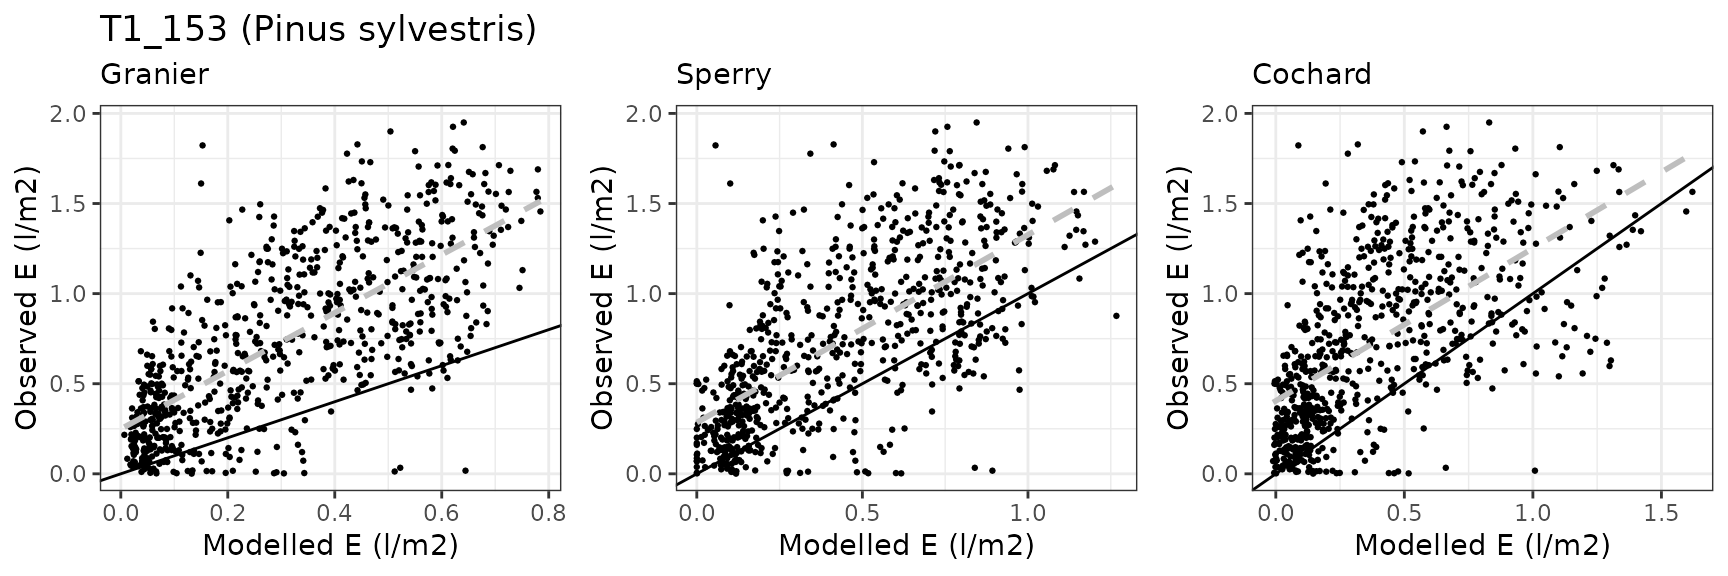 T1_153 (Pinus sylvestris)
Granier
Sperry
Cochard
2.0
1.5
1.0
0.5
0.0
2.0
1.5
1.0
0.5
0.0
2.0
1.5
1.0
0.5
0.0
Observed E (l/m2)
Observed E (l/m2)
Observed E (l/m2)
0.0 0.2 0.4 0.6 0.8
0.0 0.5 1.0
0.0 0.5 1.0 1.5
Modelled E (l/m2)
Modelled E (l/m2)
Modelled E (l/m2)